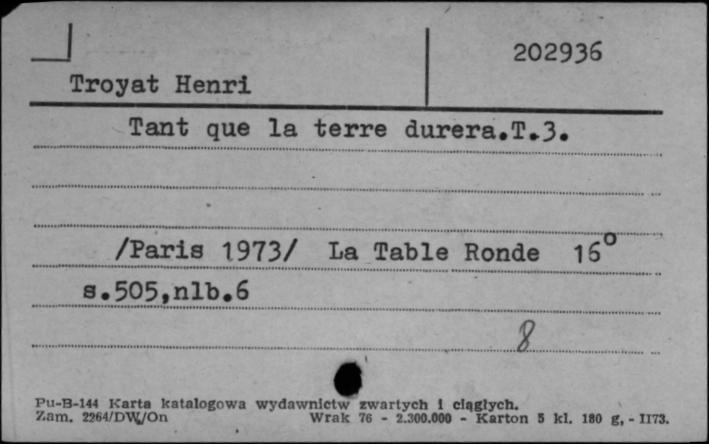 202936
Troyat Henri
Tant que la terre durera.T.3.
/Paris 1973/ La Table Ronde 16°
s.505,nlb.6
8
Pu-B-144 Karta katalogowa wydawnictw zwartych i ciągłych.
Zam. 2264/DW/On Wrak 76 - 2.300.000 - Karton 5 kl. 180 g, - II73.